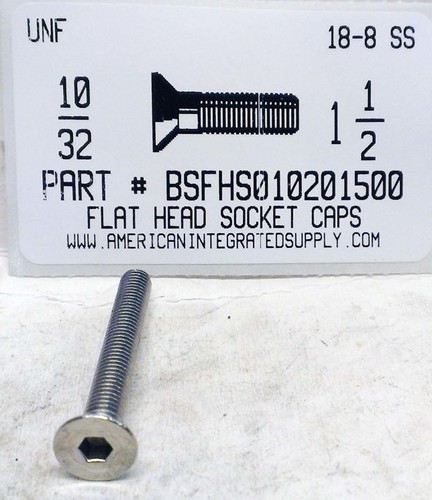 UNF 18-8 SS
10/32 1 1/2
PART # BSFHS010201500
FLAT HEAD SOCKET CAPS
WWW.AMERICANINTEGRATEDSUPPLY.COM